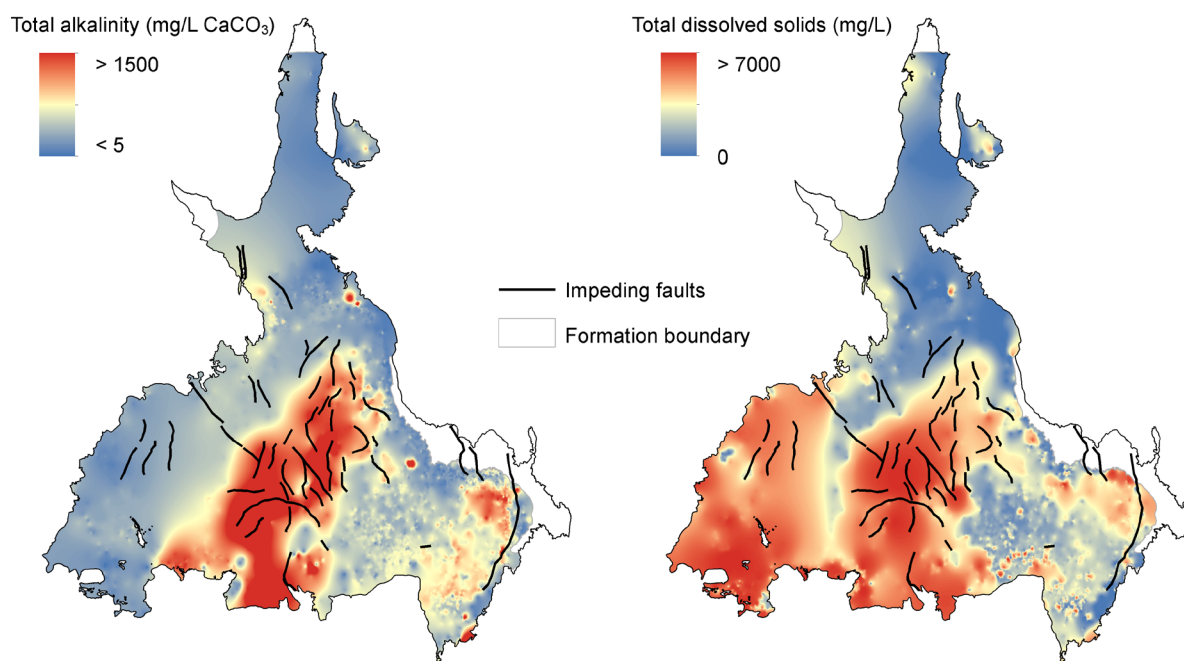 Total alkalinity (mg/L CaCO₃)
> 1500
< 5
Total dissolved solids (mg/L)
> 7000
0
Impeding faults
Formation boundary